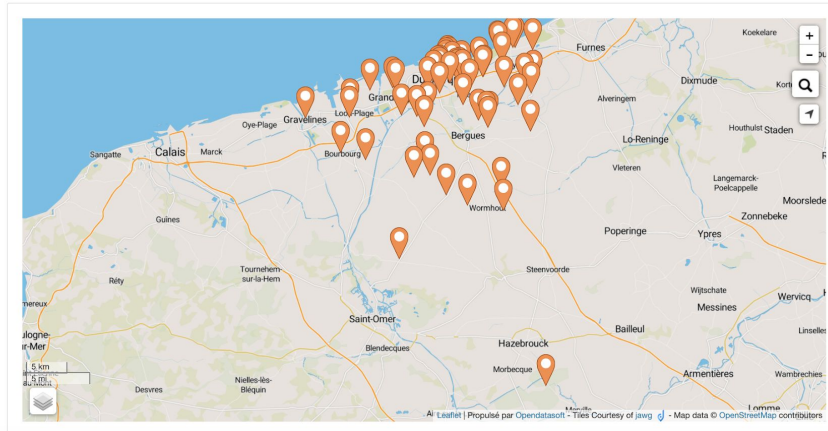 Koekelare
+
−
Furnes
Dixmude
Grand
Loon-Plage
Gravelines
Oye-Plage
Alveringem
Houthulst
Staden
Bergues
Lo-Reninge
Calais
Marck
Sangatte
Bourbourg
Vleteren
Langemarck-
Poelcappelle
Moorslede
Zonnebeke
Wormhout
Guînes
Poperinge
Ypres
Tournehem-
sur-la-Hem
Réty
Steenvoorde
Wijtschate
Wervicq-
Messines
Saint-Omer
Bailleul
Linselles
Blendecques
Hazebrouck
5 km
5 mi
Morbecque
Armentières
Wambrechies
Desvres
Nielles-lès-
Bléquin
Lomme
Leaflet | Propulsé par Opendatasoft - Tiles Courtesy of jawg - Map data © OpenStreetMap contributors